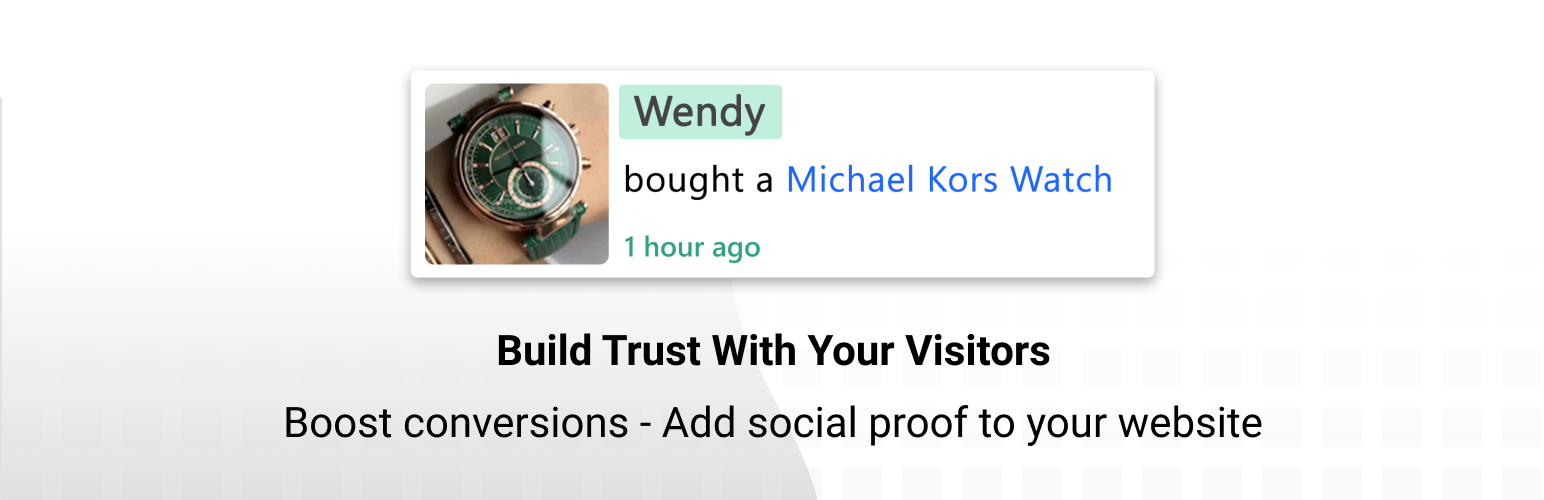 Wendy
bought a Michael Kors Watch
1 hour ago
Build Trust With Your Visitors
Boost conversions - Add social proof to your website